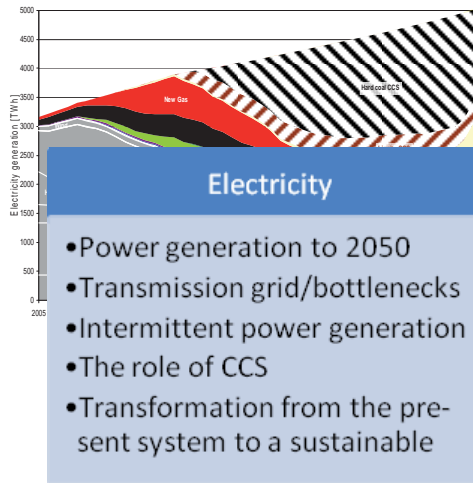 5000
4500
4000
3500
3000
2500
2000
1500
1000
500
0
Electricity generation [TWh]
2005
Hard coal CCS
New Gas
Electricity
•Power generation to 2050
•Transmission grid/bottlenecks
•Intermittent power generation
•The role of CCS
•Transformation from the pre-
sent system to a sustainable